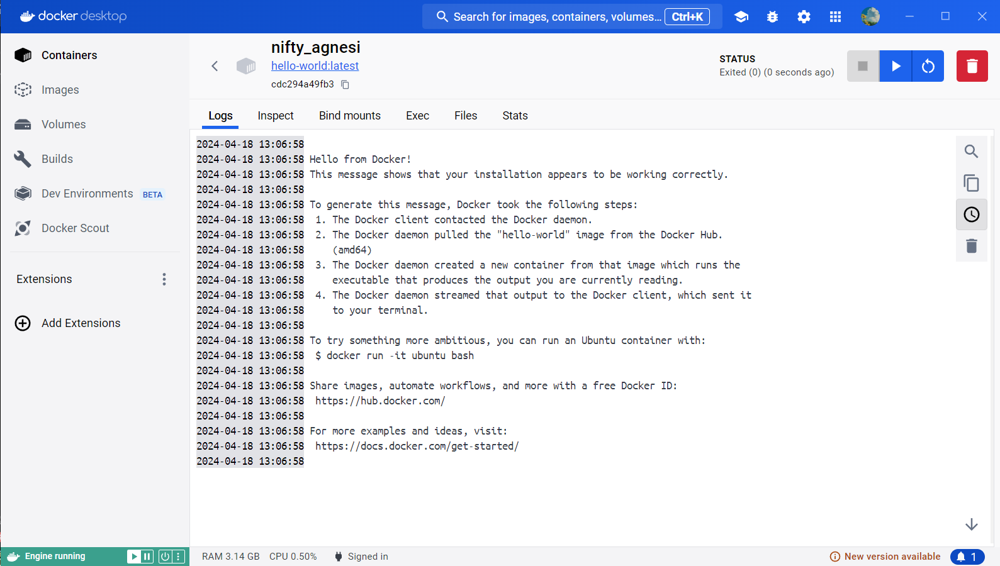 docker desktop
Search for images, containers, volumes... Ctrl+K
Containers
Images
Volumes
Builds
Dev Environments BETA
Docker Scout
Extensions
Add Extensions
nifty_agnesi
hello-world:latest
cdc294a49fb3
STATUS
Exited (0) (0 seconds ago)
Logs Inspect Bind mounts Exec Files Stats
2024-04-18 13:06:58
2024-04-18 13:06:58 Hello from Docker!
2024-04-18 13:06:58 This message shows that your installation appears to be working correctly.
2024-04-18 13:06:58
2024-04-18 13:06:58 To generate this message, Docker took the following steps:
2024-04-18 13:06:58  1. The Docker client contacted the Docker daemon.
2024-04-18 13:06:58  2. The Docker daemon pulled the "hello-world" image from the Docker Hub.
2024-04-18 13:06:58     (amd64)
2024-04-18 13:06:58  3. The Docker daemon created a new container from that image which runs the
2024-04-18 13:06:58     executable that produces the output you are currently reading.
2024-04-18 13:06:58  4. The Docker daemon streamed that output to the Docker client, which sent it
2024-04-18 13:06:58     to your terminal.
2024-04-18 13:06:58
2024-04-18 13:06:58 To try something more ambitious, you can run an Ubuntu container with:
2024-04-18 13:06:58  $ docker run -it ubuntu bash
2024-04-18 13:06:58
2024-04-18 13:06:58 Share images, automate workflows, and more with a free Docker ID:
2024-04-18 13:06:58  https://hub.docker.com/
2024-04-18 13:06:58
2024-04-18 13:06:58 For more examples and ideas, visit:
2024-04-18 13:06:58  https://docs.docker.com/get-started/
2024-04-18 13:06:58
Engine running
RAM 3.14 GB CPU 0.50% Signed in
New version available 1